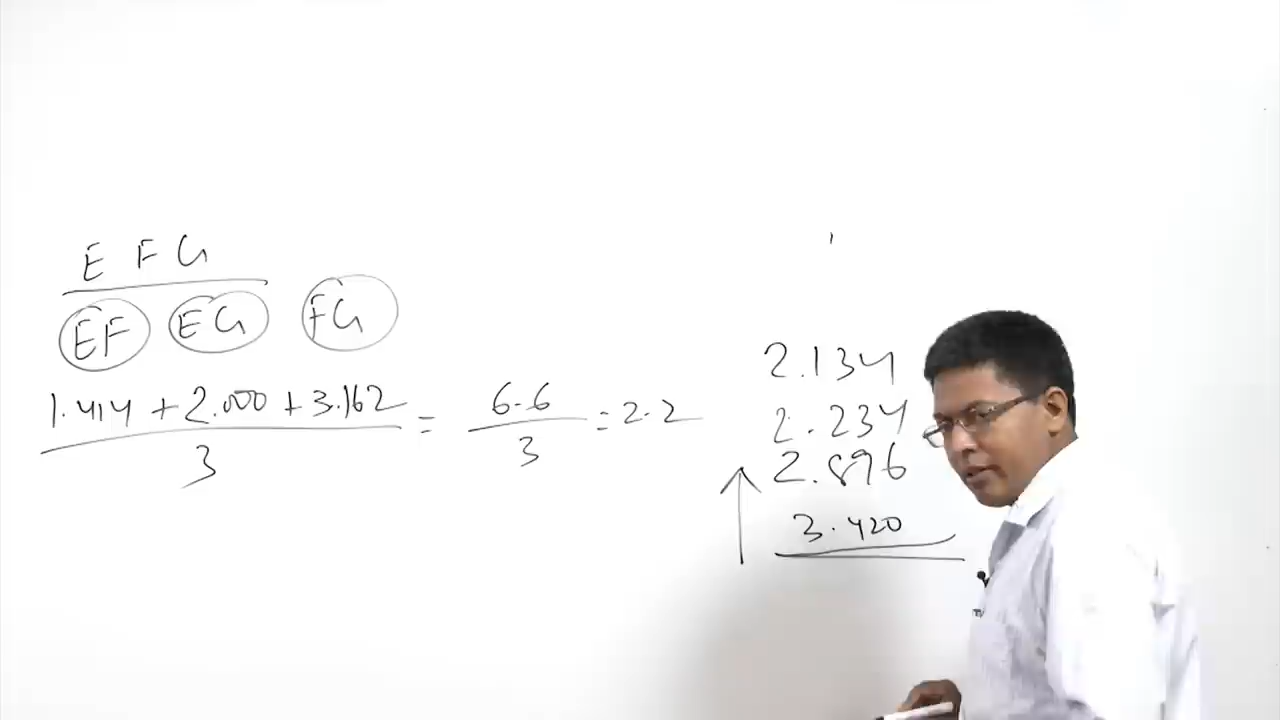 E F G
EF EG FG
1.414 + 2.000 + 3.162 / 3 = 6.6 / 3 = 2.2
2.134
2.234
2.896
3.420